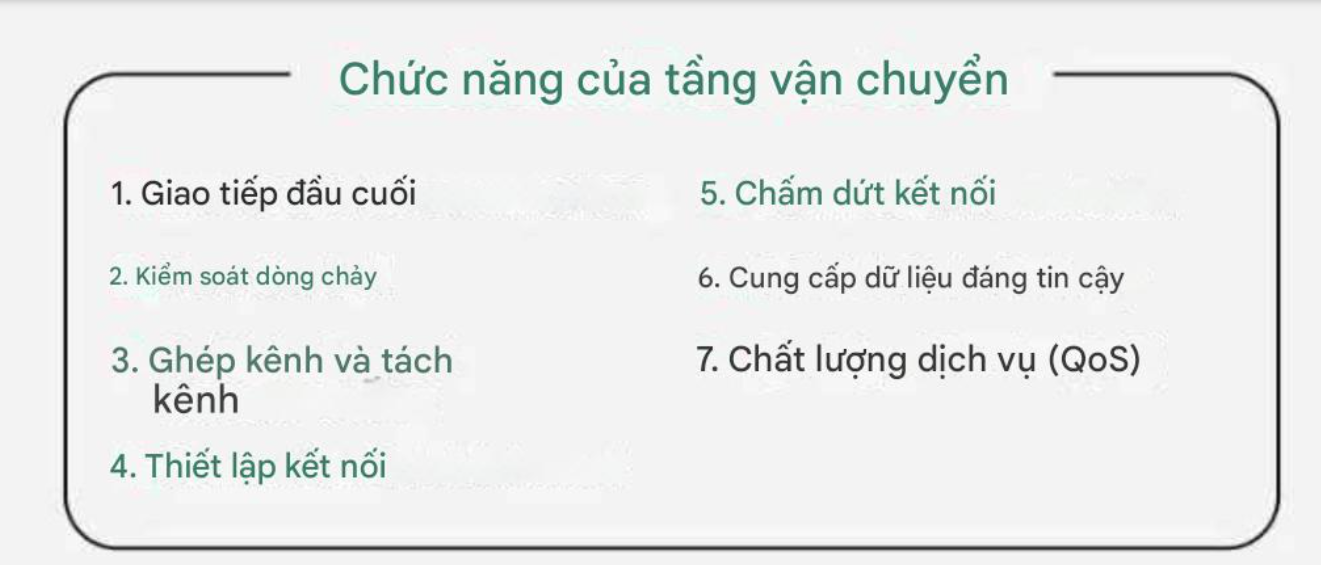 Chức năng của tầng vận chuyển
1. Giao tiếp đầu cuối
2. Kiểm soát dòng chảy
3. Ghép kênh và tách
kênh
4. Thiết lập kết nối
5. Chấm dứt kết nối
6. Cung cấp dữ liệu đáng tin cậy
7. Chất lượng dịch vụ (QoS)